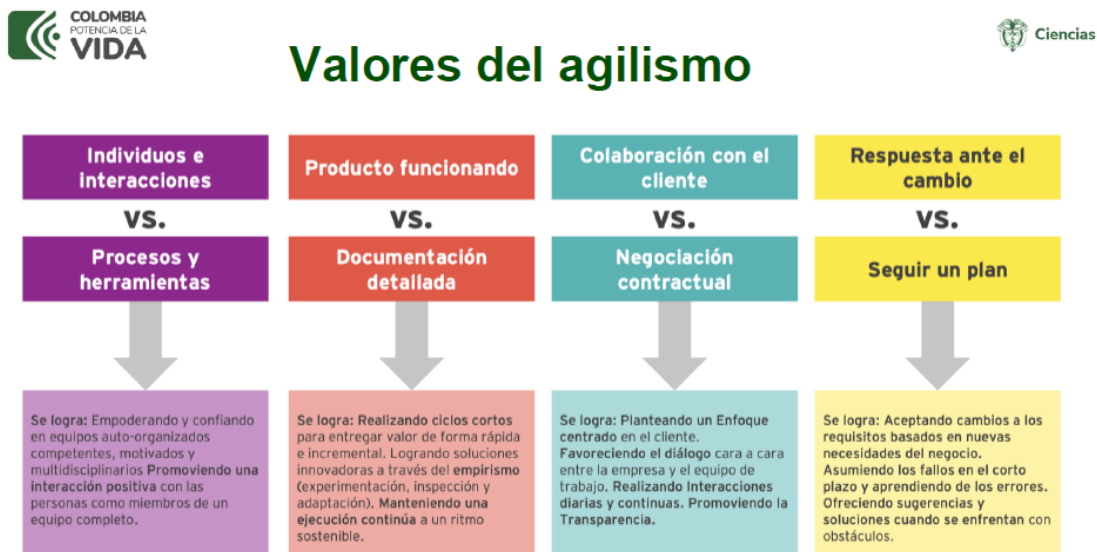 COLOMBIA
POTENCIA DE LA
VIDA
Ciencias
Valores del agilismo
Individuos e
interacciones
vs.
Procesos y
herramientas
Se logra: Empoderando y confiando
en equipos auto-organizados
competentes, motivados y
multidisciplinarios Promoviendo una
interacción positiva con las
personas como miembros de un
equipo completo.
Producto funcionando
vs.
Documentación
detallada
Se logra: Realizando ciclos cortos
para entregar valor de forma rápida
e incremental. Logrando soluciones
innovadoras a través del empirismo
(experimentación, inspección y
adaptación). Manteniendo una
ejecución continúa a un ritmo
sostenible.
Colaboración con el
cliente
vs.
Negociación
contractual
Se logra: Planteando un Enfoque
centrado en el cliente.
Favoreciendo el diálogo cara a cara
entre la empresa y el equipo de
trabajo. Realizando Interacciones
diarias y continuas. Promoviendo la
Transparencia.
Respuesta ante el
cambio
vs.
Seguir un plan
Se logra: Aceptando cambios a los
requisitos basados en nuevas
necesidades del negocio.
Asumiendo los fallos en el corto
plazo y aprendiendo de los errores.
Ofreciendo sugerencias y
soluciones cuando se enfrentan con
obstáculos.